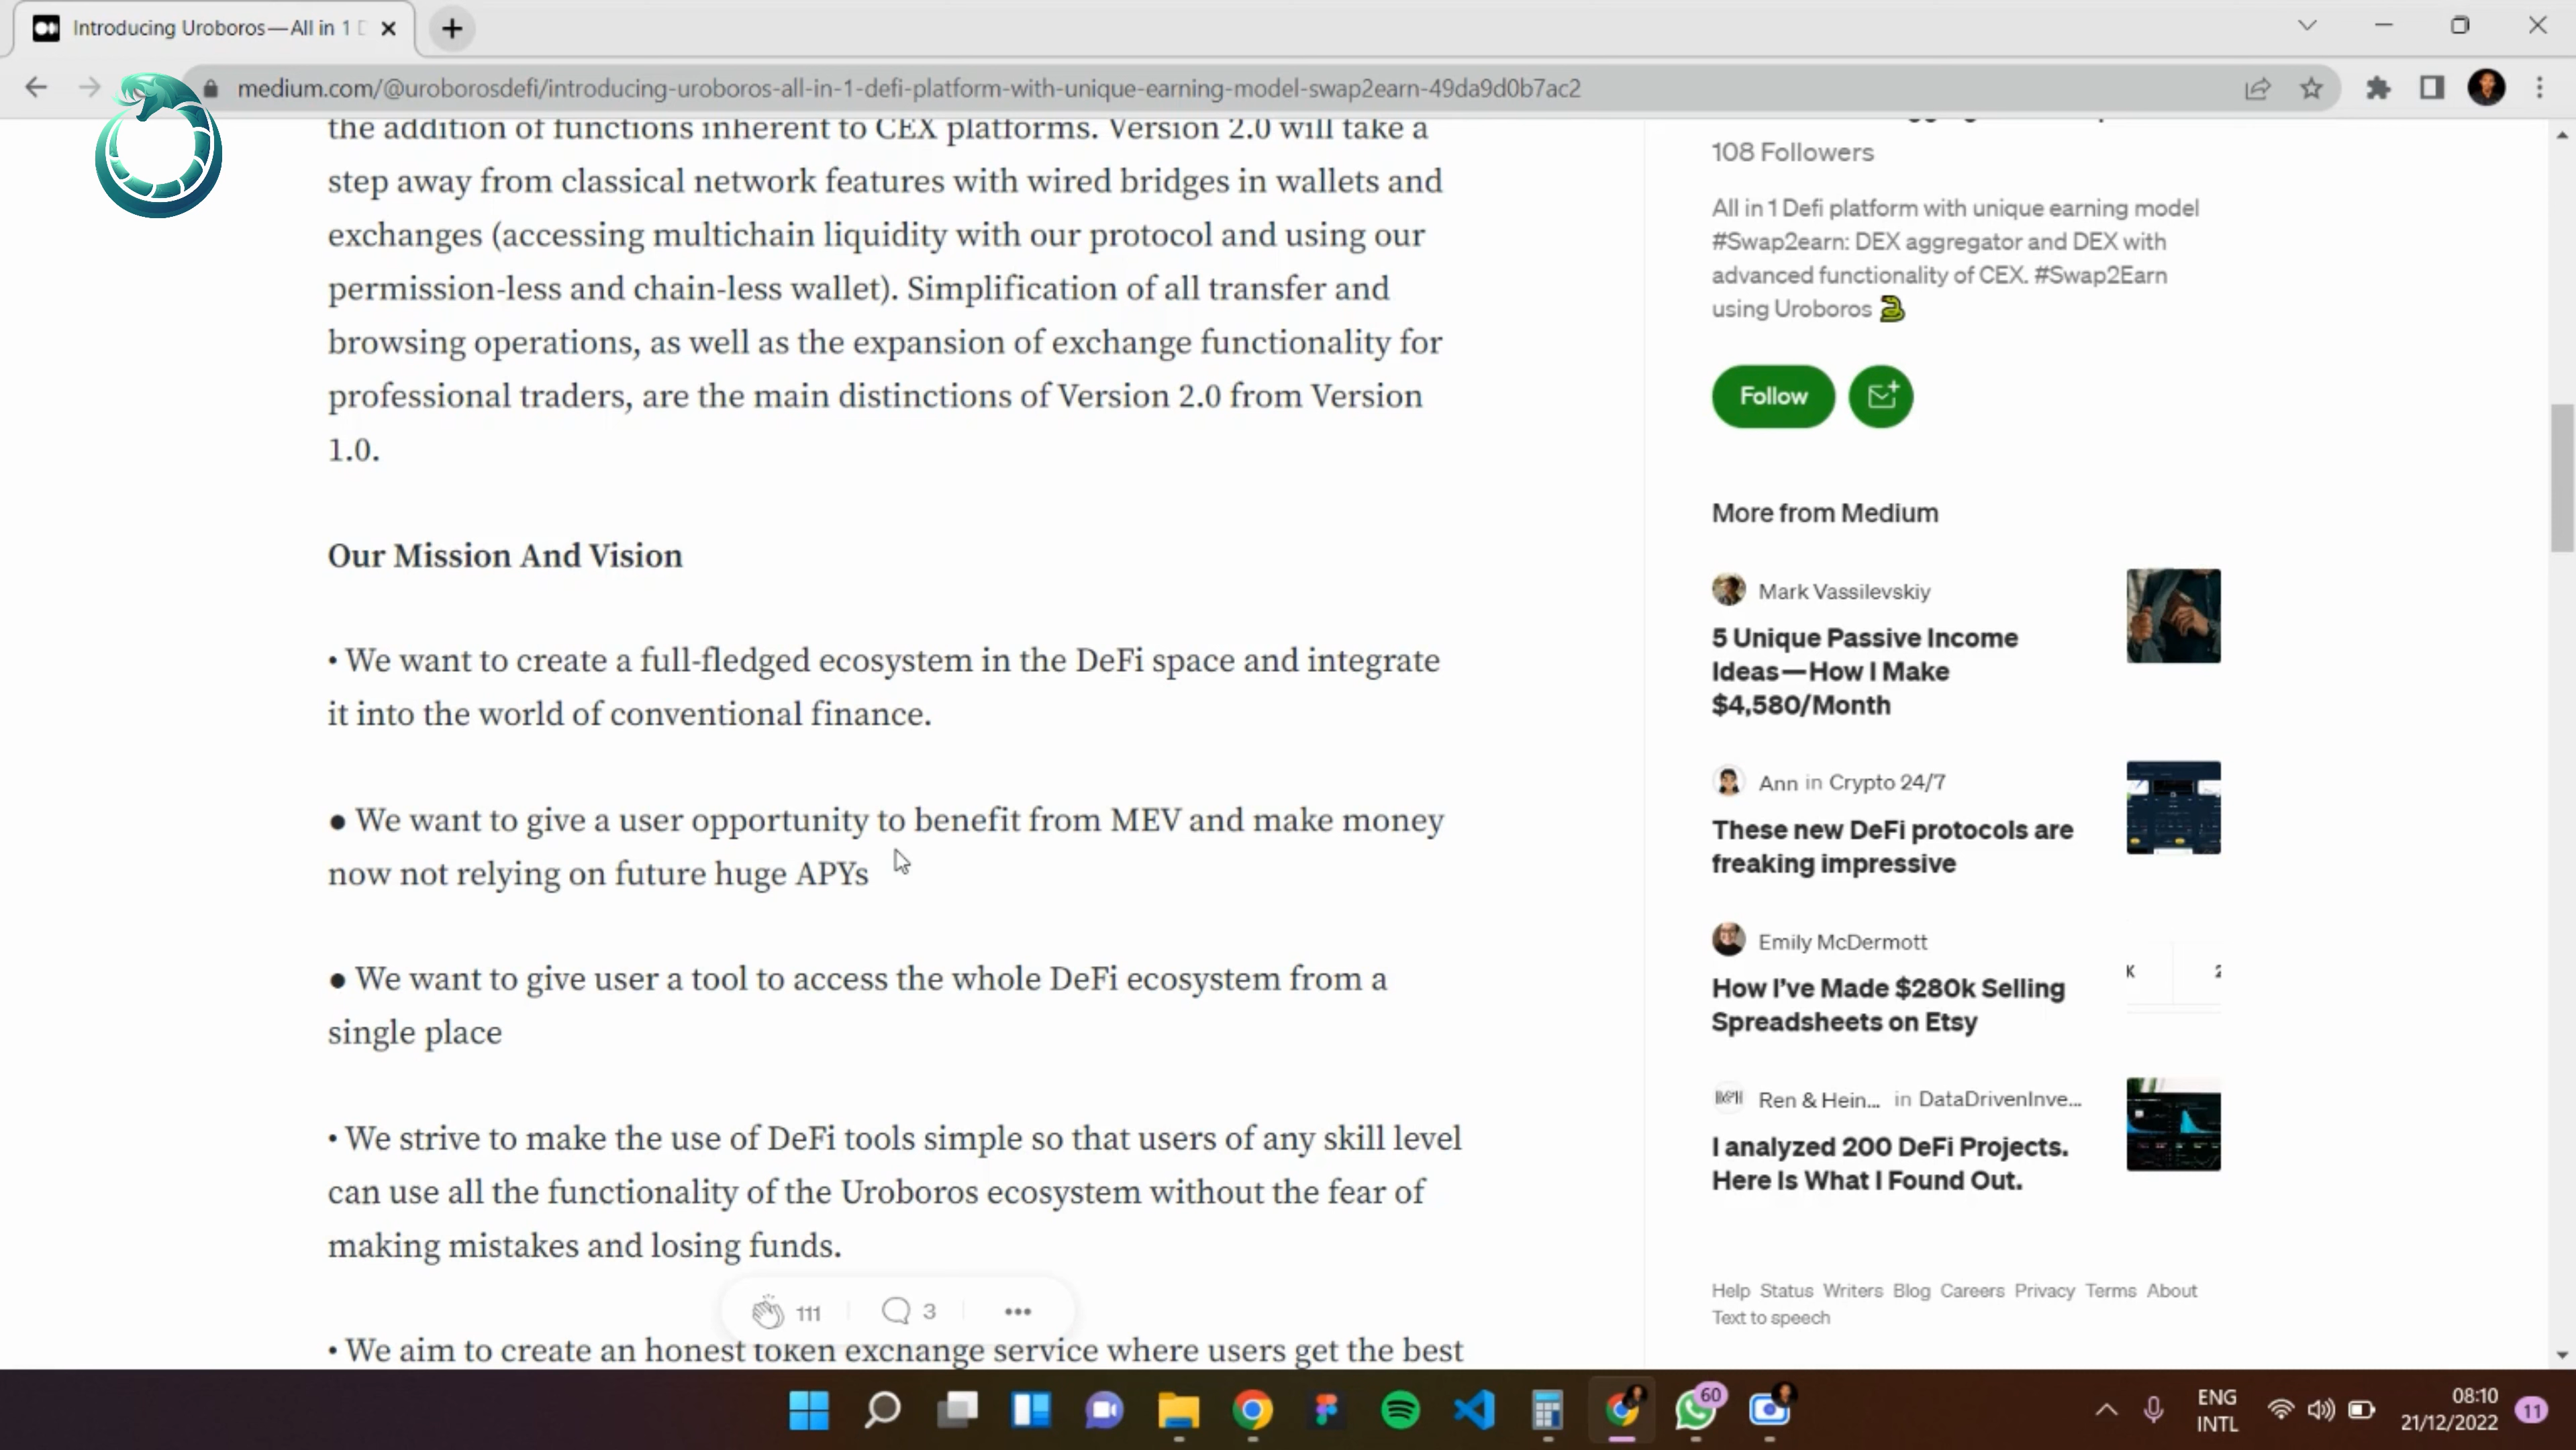 Introducing Uroboros—All in 1 D
medium.com/@uroborosdefi/introducing-uroboros-all-in-1-defi-platform-with-unique-earning-model-swap2earn-49da9d0b7ac2
the addition of functions inherent to CEX platforms. Version 2.0 will take a
step away from classical network features with wired bridges in wallets and
exchanges (accessing multichain liquidity with our protocol and using our
permission-less and chain-less wallet). Simplification of all transfer and
browsing operations, as well as the expansion of exchange functionality for
professional traders, are the main distinctions of Version 2.0 from Version
1.0.
Our Mission And Vision
• We want to create a full-fledged ecosystem in the DeFi space and integrate
it into the world of conventional finance.
● We want to give a user opportunity to benefit from MEV and make money
now not relying on future huge APYs
● We want to give user a tool to access the whole DeFi ecosystem from a
single place
• We strive to make the use of DeFi tools simple so that users of any skill level
can use all the functionality of the Uroboros ecosystem without the fear of
making mistakes and losing funds.
111
3
• We aim to create an honest token exchange service where users get the best
108 Followers
All in 1 Defi platform with unique earning model
#Swap2earn: DEX aggregator and DEX with
advanced functionality of CEX. #Swap2Earn
using Uroboros
Follow
More from Medium
Mark Vassilevskiy
5 Unique Passive Income
Ideas—How I Make
$4,580/Month
Ann in Crypto 24/7
These new DeFi protocols are
freaking impressive
Emily McDermott
How I've Made $280k Selling
Spreadsheets on Etsy
K
Ren & Hein... in DataDrivenInve...
I analyzed 200 DeFi Projects.
Here Is What I Found Out.
Help Status Writers Blog Careers Privacy Terms About
Text to speech
60
ENG
INTL
08:10
21/12/2022
11